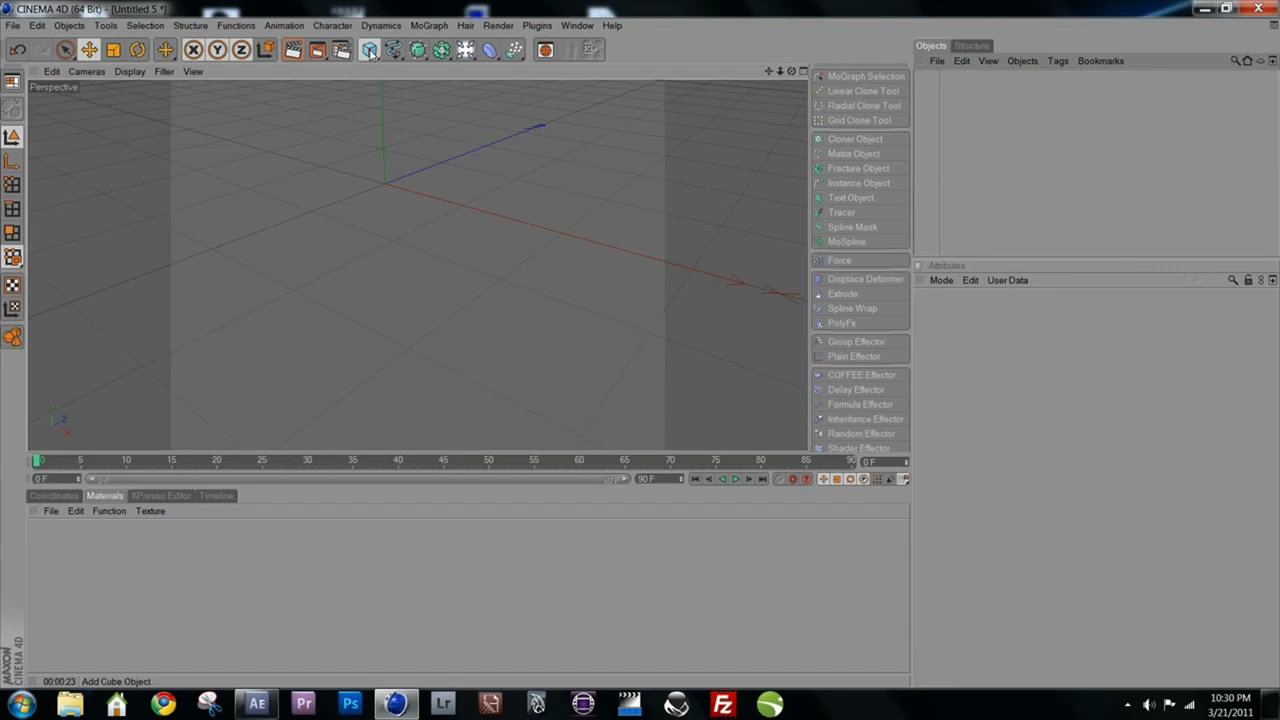 CINEMA 4D (64 Bit) - [Untitled 5 *]
File Edit Objects Tools Selection Structure Functions Animation Character Dynamics MoGraph Hair Render Plugins Window Help
X Y Z
Objects Structure
File Edit View Objects Tags Bookmarks
Edit Cameras Display Filter View
Perspective
MoGraph Selection
Linear Clone Tool
Radial Clone Tool
Grid Clone Tool
Cloner Object
Matrix Object
Fracture Object
Instance Object
Text Object
Tracer
Spline Mask
MoSpline
Force
Displace Deformer
Extrude
Spline Wrap
PolyFx
Group Effector
Plain Effector
COFFEE Effector
Delay Effector
Formula Effector
Inheritance Effector
Random Effector
Shader Effector
Attributes
Mode Edit User Data
Y Z X
0 5 10 15 20 25 30 35 40 45 50 55 60 65 70 75 80 85 90 0 F
0 F 90 F
Coordinates Materials XPresso Editor Timeline
File Edit Function Texture
MAXON
CINEMA 4D
00:00:23 Add Cube Object
Ae Pr Ps Lr Fz
10:30 PM
3/21/2011